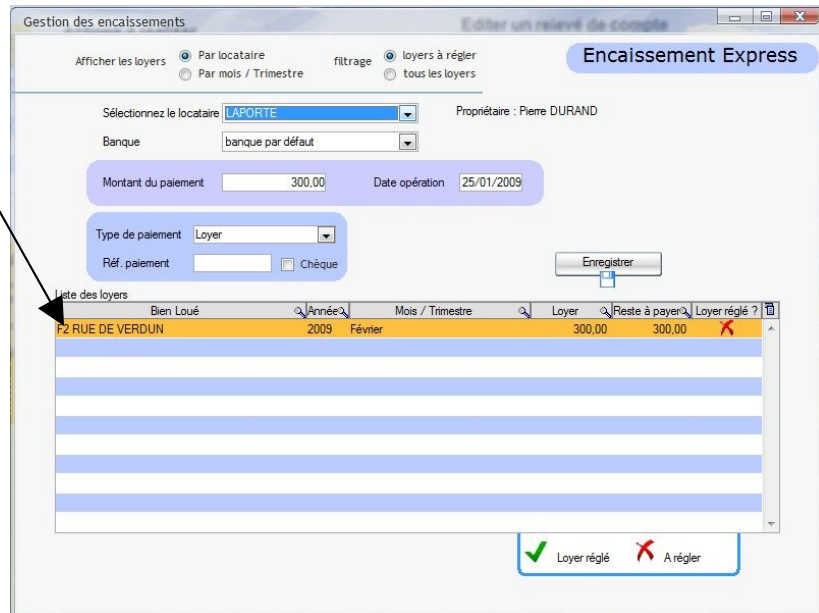 Gestion des encaissements
Editer un relevé de compte
Afficher les loyers
Par locataire
Par mois / Trimestre
filtrage
loyers à régler
tous les loyers
Encaissement Express
Sélectionnez le locataire LAPORTE
Propriétaire : Pierre DURAND
Banque banque par défaut
Montant du paiement 300,00 Date opération 25/01/2009
Type de paiement Loyer
Réf. paiement Chèque
Enregistrer
Liste des loyers
Bien Loué Année Mois / Trimestre Loyer Reste à payer Loyer réglé ?
F2 RUE DE VERDUN 2009 Février 300,00 300,00
Loyer réglé A régler